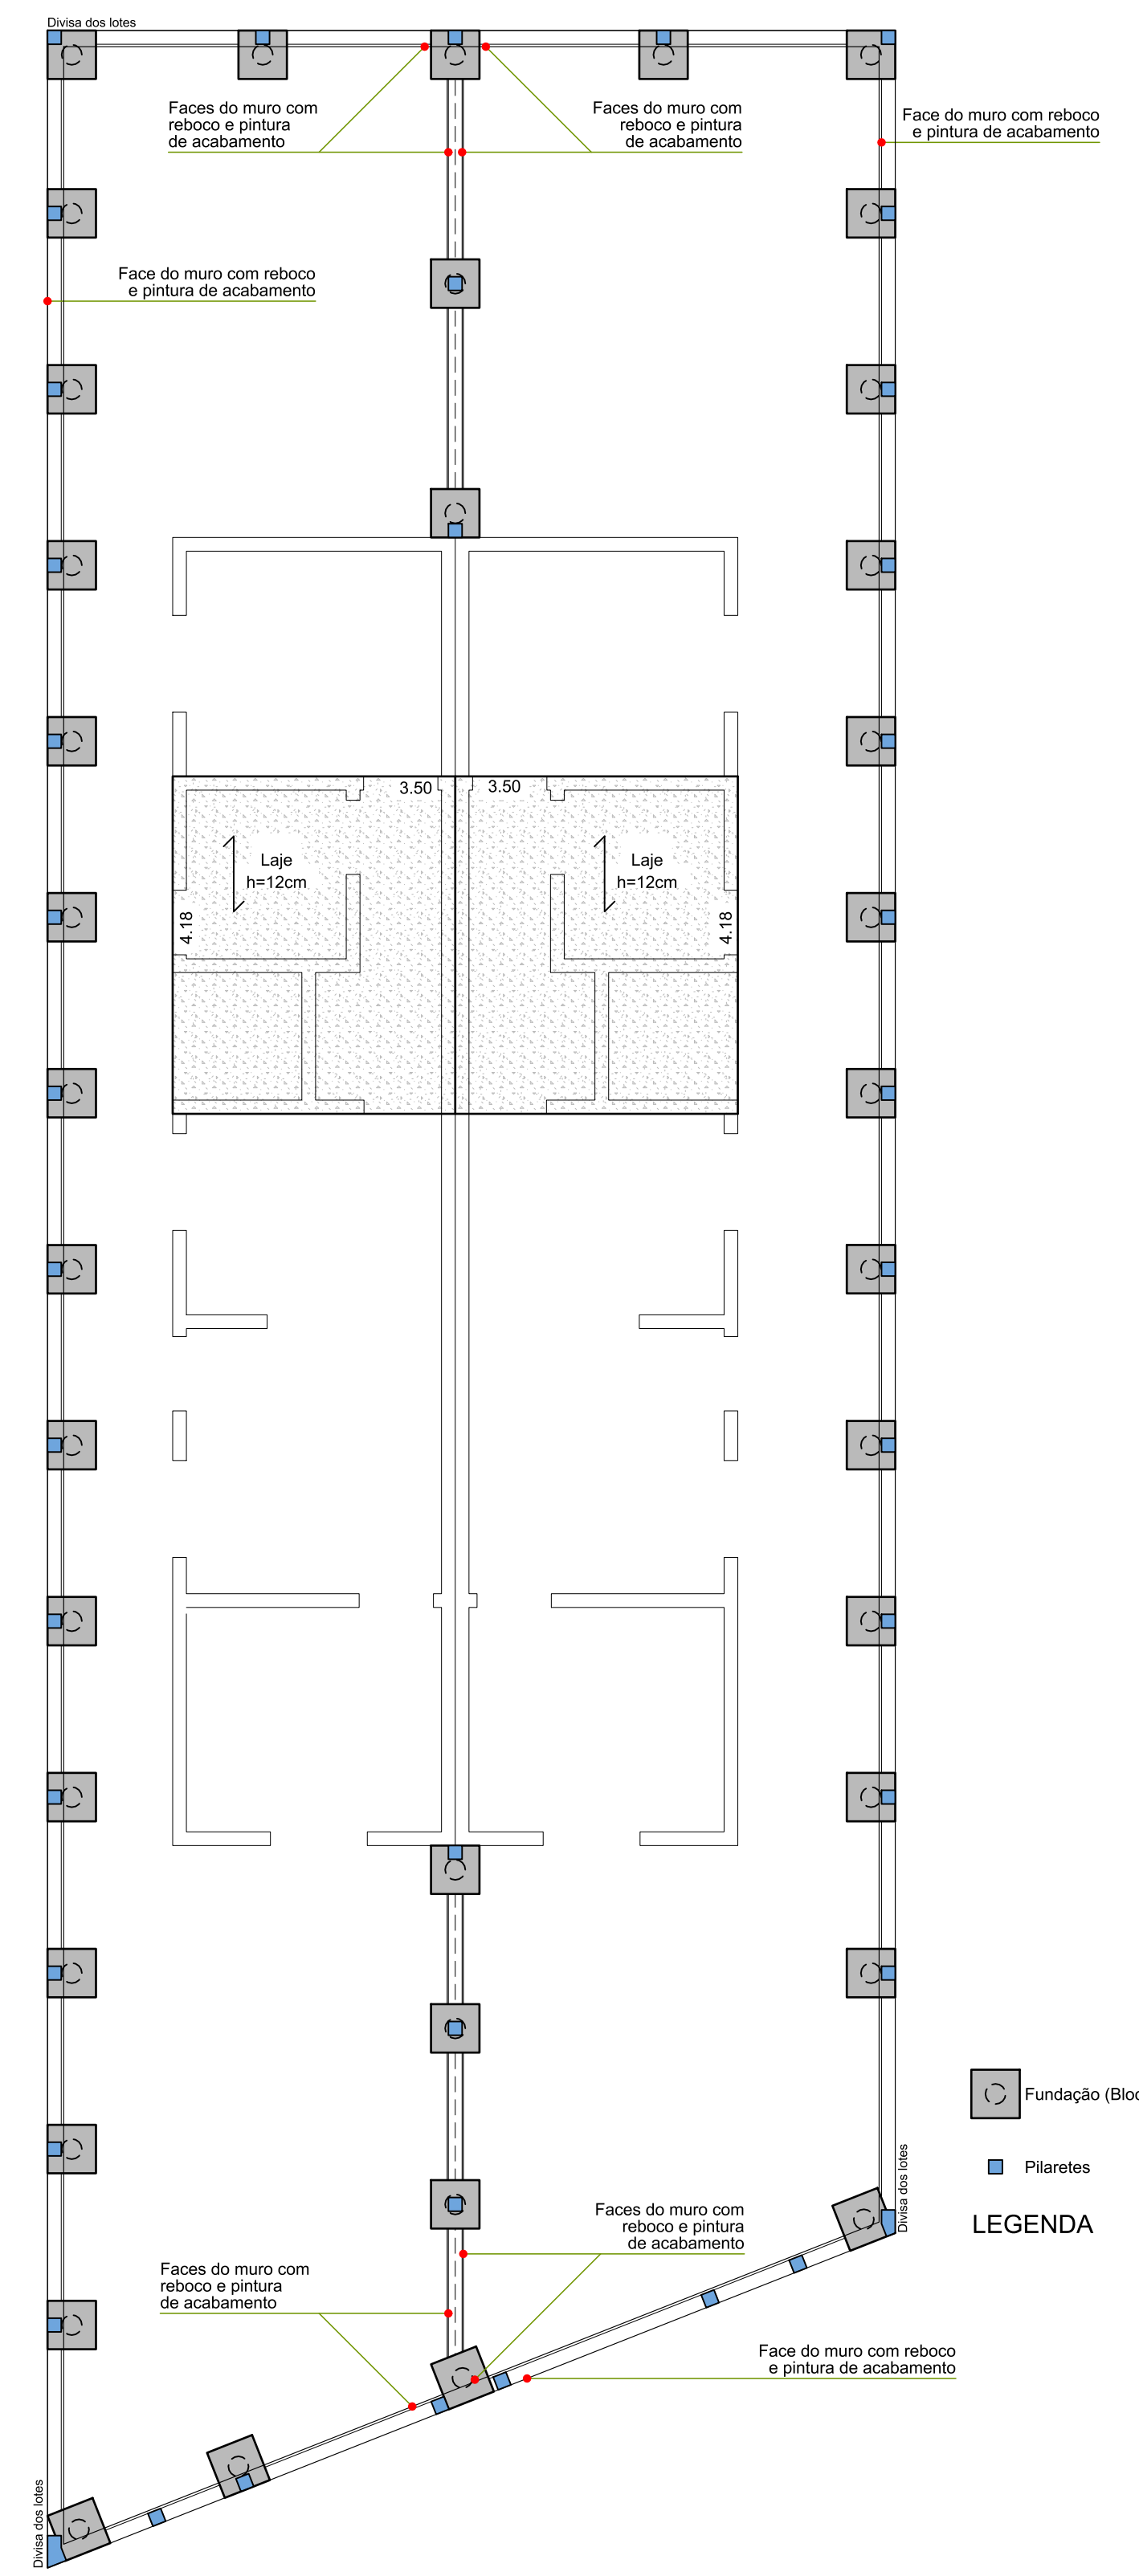 Divisa dos lotes
Faces do muro com
reboco e pintura
de acabamento
Faces do muro com
reboco e pintura
de acabamento
Face do muro com reboco
e pintura de acabamento
Face do muro com reboco
e pintura de acabamento
3.50
3.50
Laje
h=12cm
Laje
h=12cm
4.18
4.18
Fundação (Bloc
Pilaretes
LEGENDA
Divisa dos lotes
Faces do muro com
reboco e pintura
de acabamento
Faces do muro com
reboco e pintura
de acabamento
Face do muro com reboco
e pintura de acabamento
Divisa dos lotes